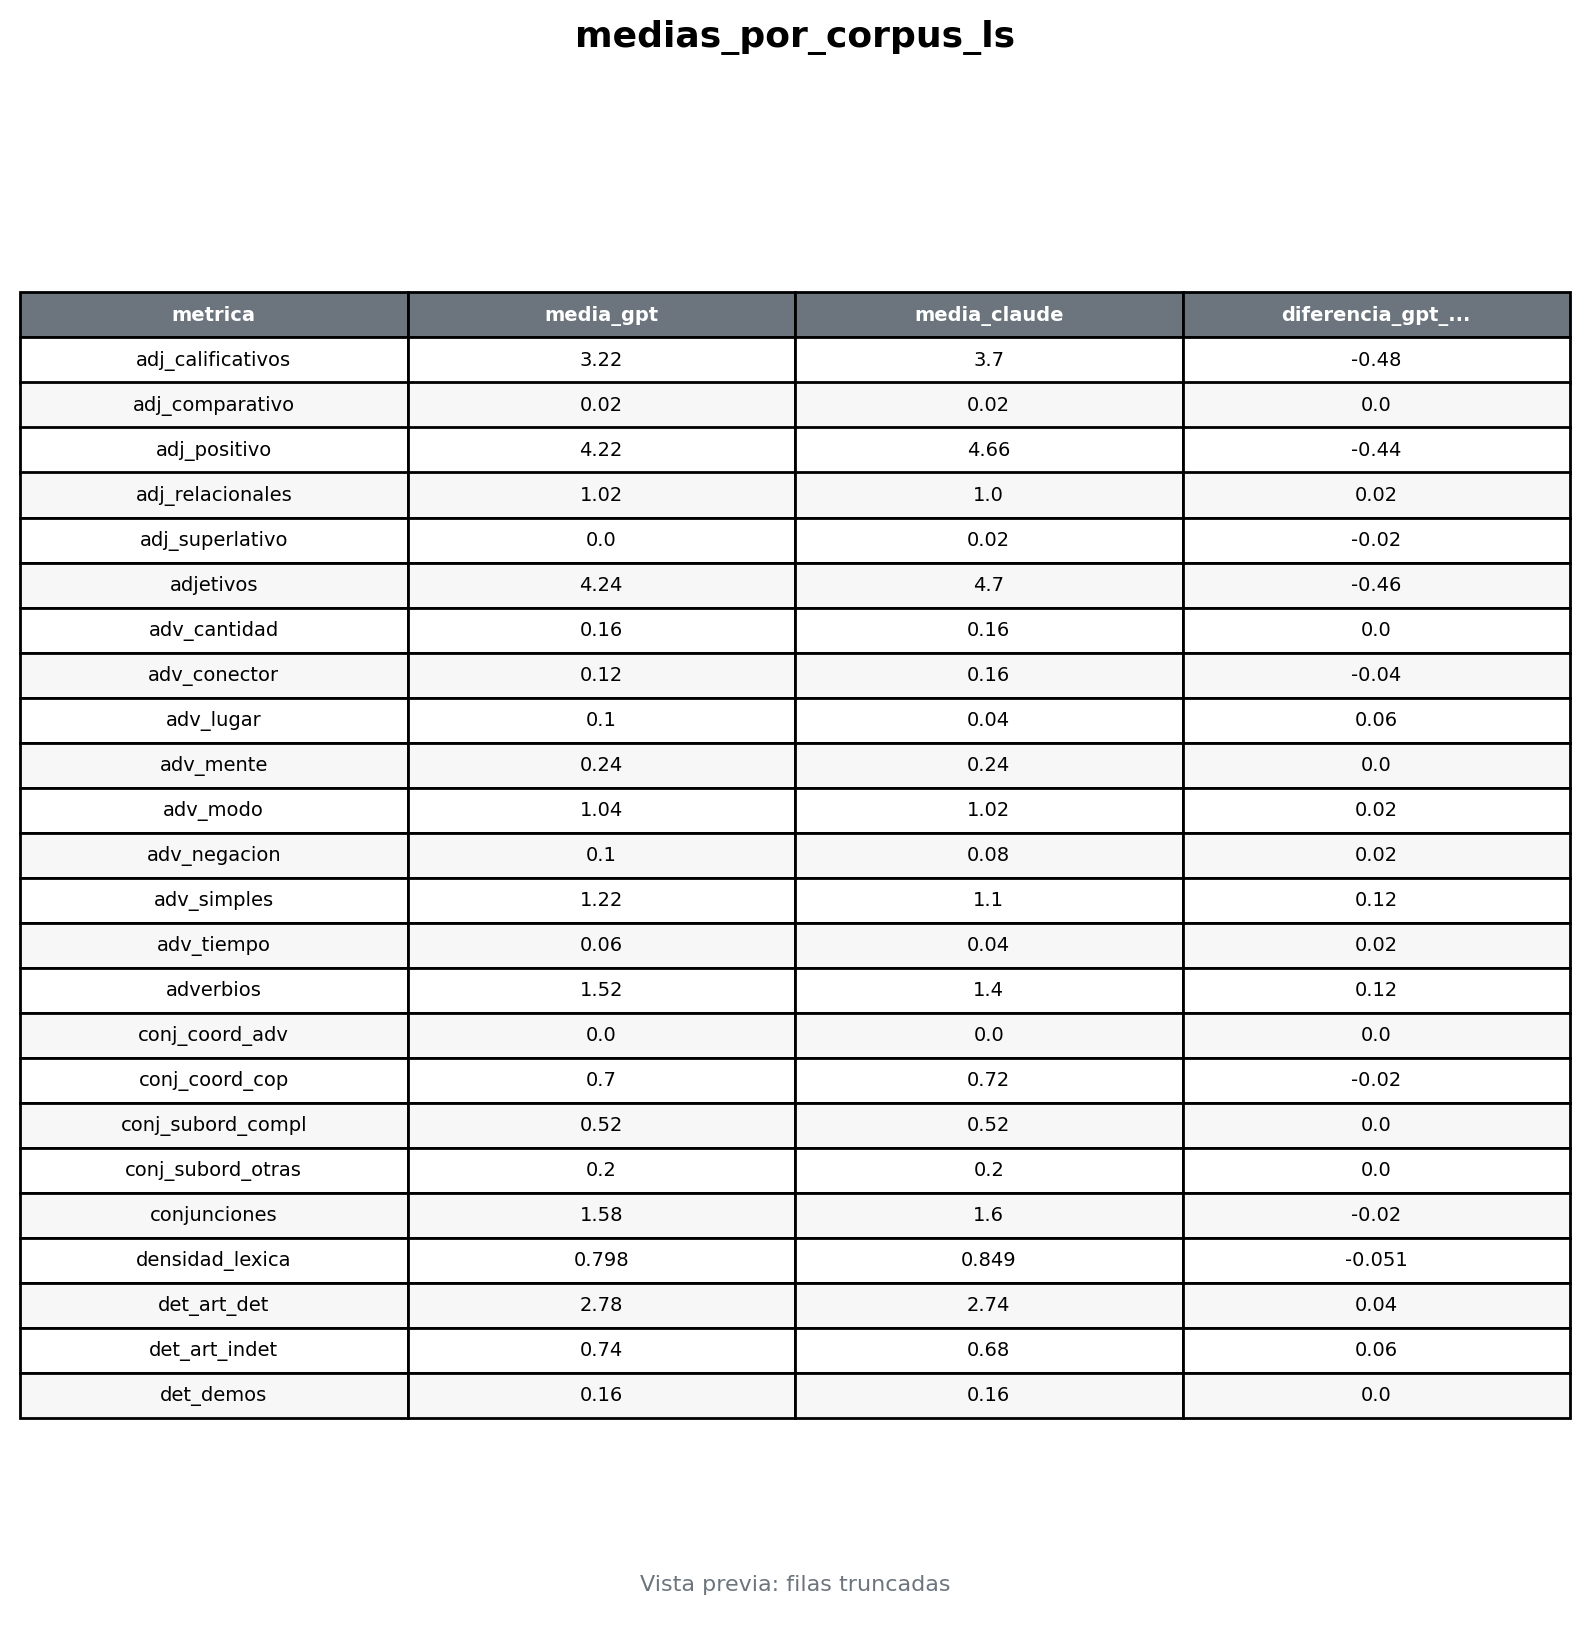 medias_por_corpus_ls
metrica media_gpt media_claude diferencia_gpt_...
adj_calificativos 3.22 3.7 -0.48
adj_comparativo 0.02 0.02 0.0
adj_positivo 4.22 4.66 -0.44
adj_relacionales 1.02 1.0 0.02
adj_superlativo 0.0 0.02 -0.02
adjetivos 4.24 4.7 -0.46
adv_cantidad 0.16 0.16 0.0
adv_conector 0.12 0.16 -0.04
adv_lugar 0.1 0.04 0.06
adv_mente 0.24 0.24 0.0
adv_modo 1.04 1.02 0.02
adv_negacion 0.1 0.08 0.02
adv_simples 1.22 1.1 0.12
adv_tiempo 0.06 0.04 0.02
adverbios 1.52 1.4 0.12
conj_coord_adv 0.0 0.0 0.0
conj_coord_cop 0.7 0.72 -0.02
conj_subord_compl 0.52 0.52 0.0
conj_subord_otras 0.2 0.2 0.0
conjunciones 1.58 1.6 -0.02
densidad_lexica 0.798 0.849 -0.051
det_art_det 2.78 2.74 0.04
det_art_indet 0.74 0.68 0.06
det_demos 0.16 0.16 0.0
Vista previa: filas truncadas